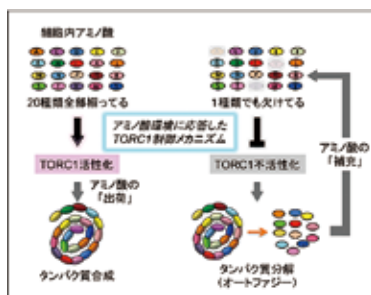 細胞内アミノ酸
20種類全部揃ってる
1種類でも欠けてる
アミノ酸環境に応答した
TORC1制御メカニズム
アミノ酸の
「補充」
TORC1活性化
TORC1不活性化
アミノ酸の
「出荷」
タンパク質合成
タンパク質分解
(オートファジー)